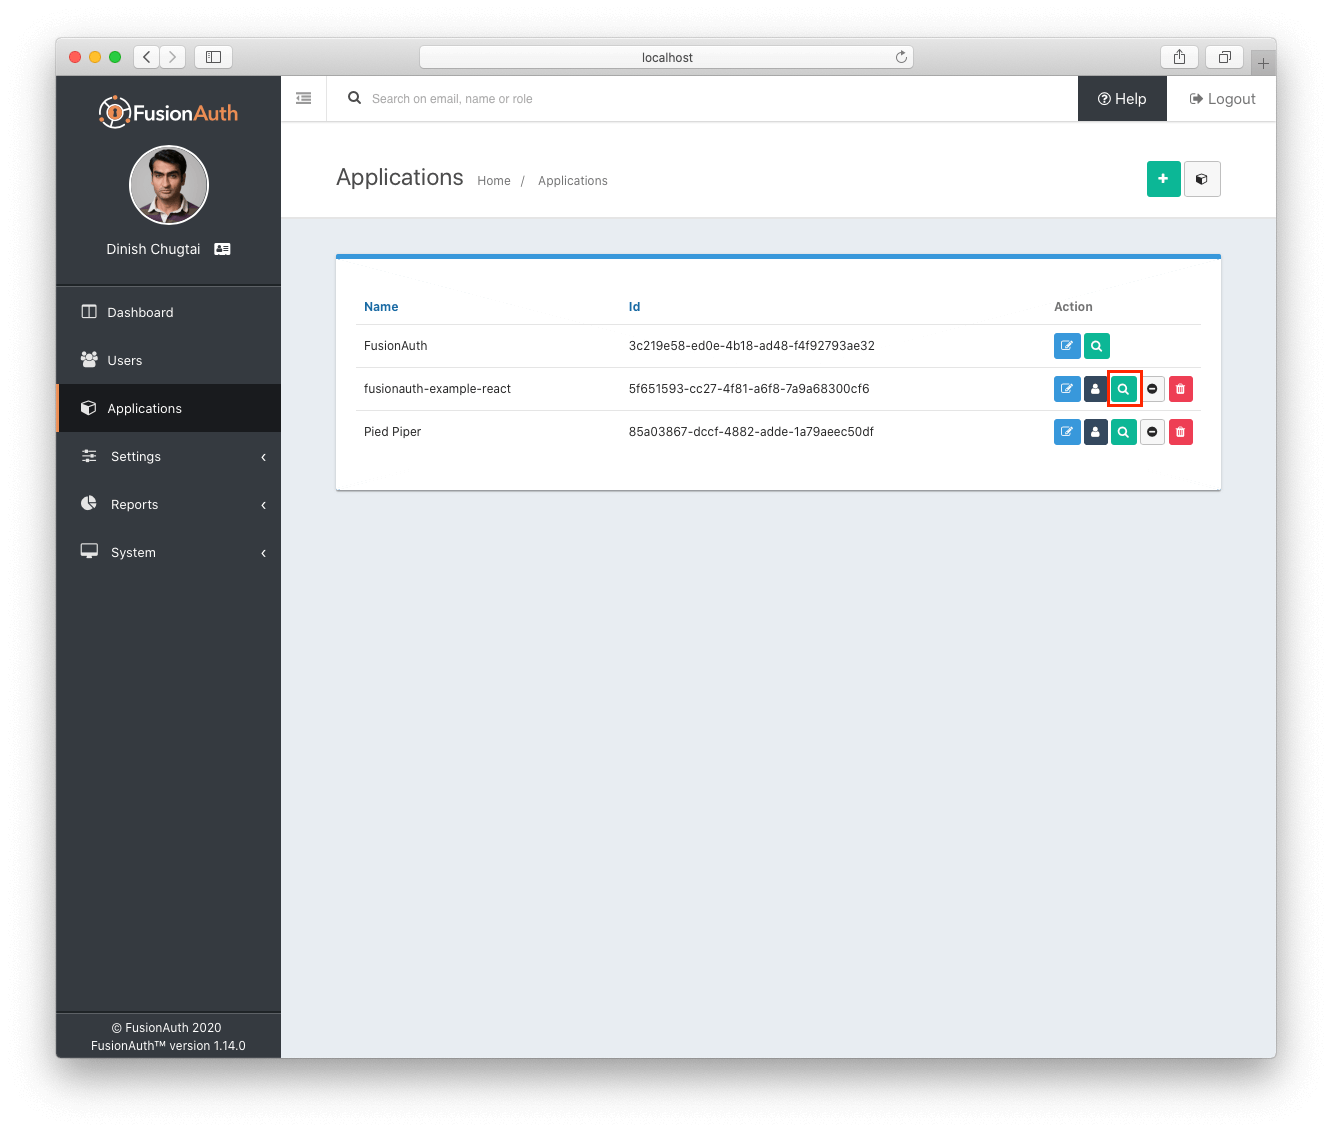 localhost
FusionAuth
Search on email, name or role
Help
Logout
Dinish Chugtai
Applications
Home / Applications
Dashboard
Users
Applications
Settings
Reports
System
Name Id Action
FusionAuth 3c219e58-ed0e-4b18-ad48-f4f92793ae32
fusionauth-example-react 5f651593-cc27-4f81-a6f8-7a9a68300cf6
Pied Piper 85a03867-dccf-4882-adde-1a79aeec50df
© FusionAuth 2020
FusionAuth™ version 1.14.0